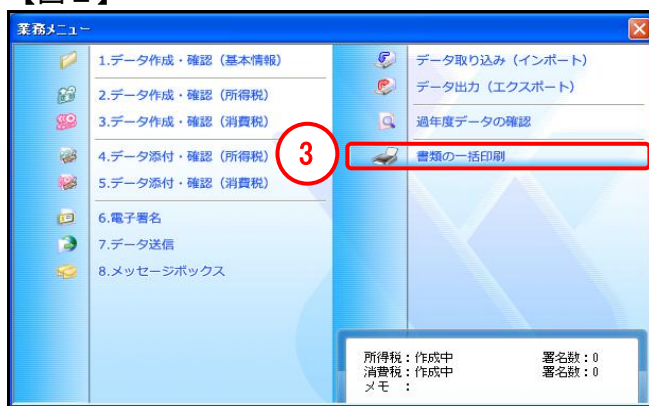 業務メニュー
1.データ作成・確認（基本情報）
2.データ作成・確認（所得税）
3.データ作成・確認（消費税）
4.データ添付・確認（所得税）
5.データ添付・確認（消費税）
6.電子署名
7.データ送信
8.メッセージボックス
データ取り込み（インポート）
データ出力（エクスポート）
過年度データの確認
3
書類の一括印刷
所得税：作成中 署名数：0
消費税：作成中 署名数：0
メモ ：